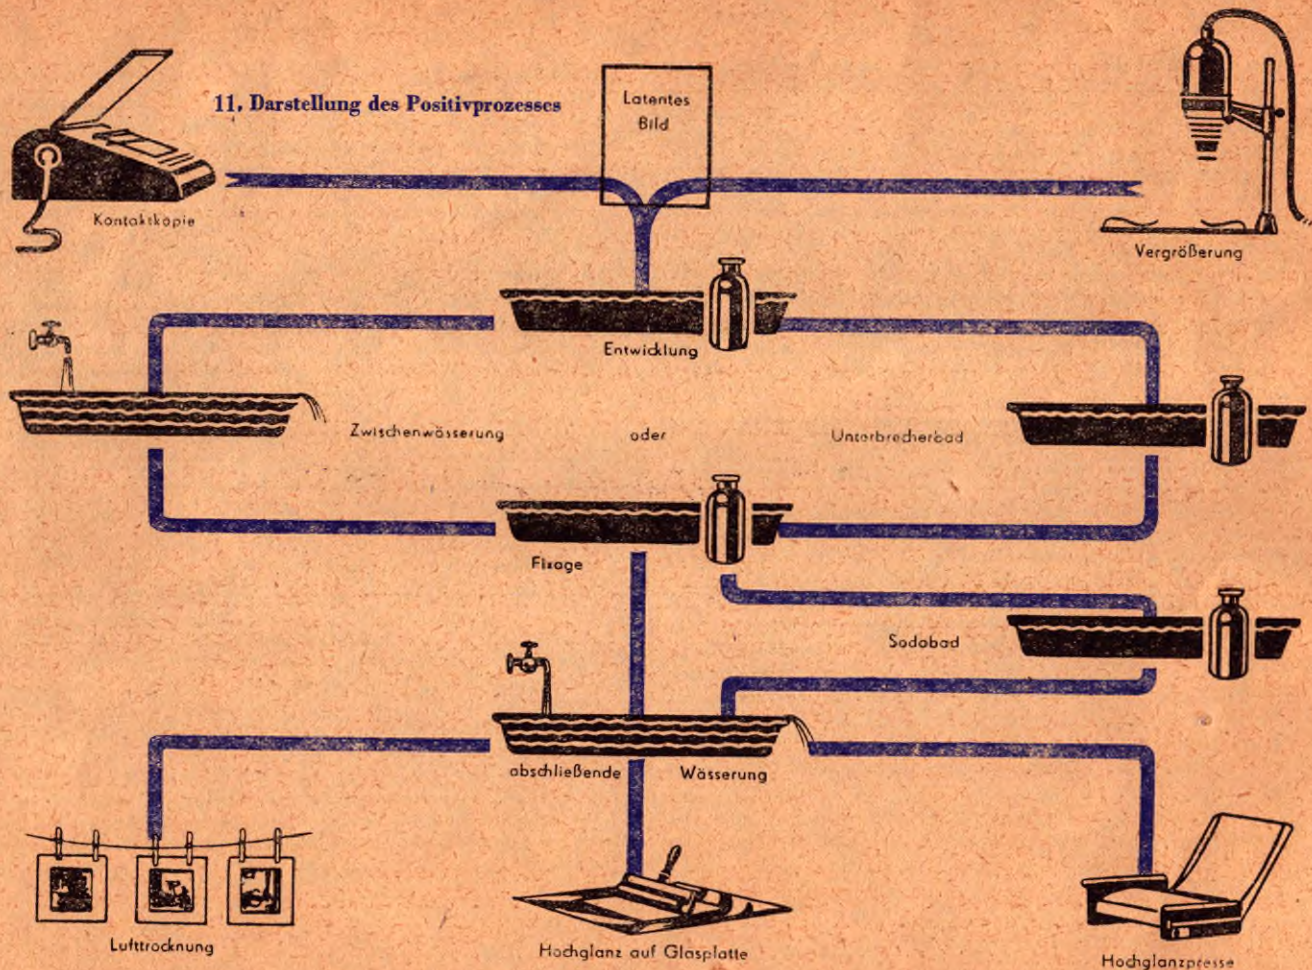 11. Darstellung des Positivprozesses
Latentes
Bild
Kontaktkopie
Vergrößerung
Entwicklung
Zwischenwässerung oder Unterbrecherbad
Fixage
Sodabad
abschließende Wässerung
Lufttrocknung
Hochglanz auf Glasplatte
Hochglanzpresse